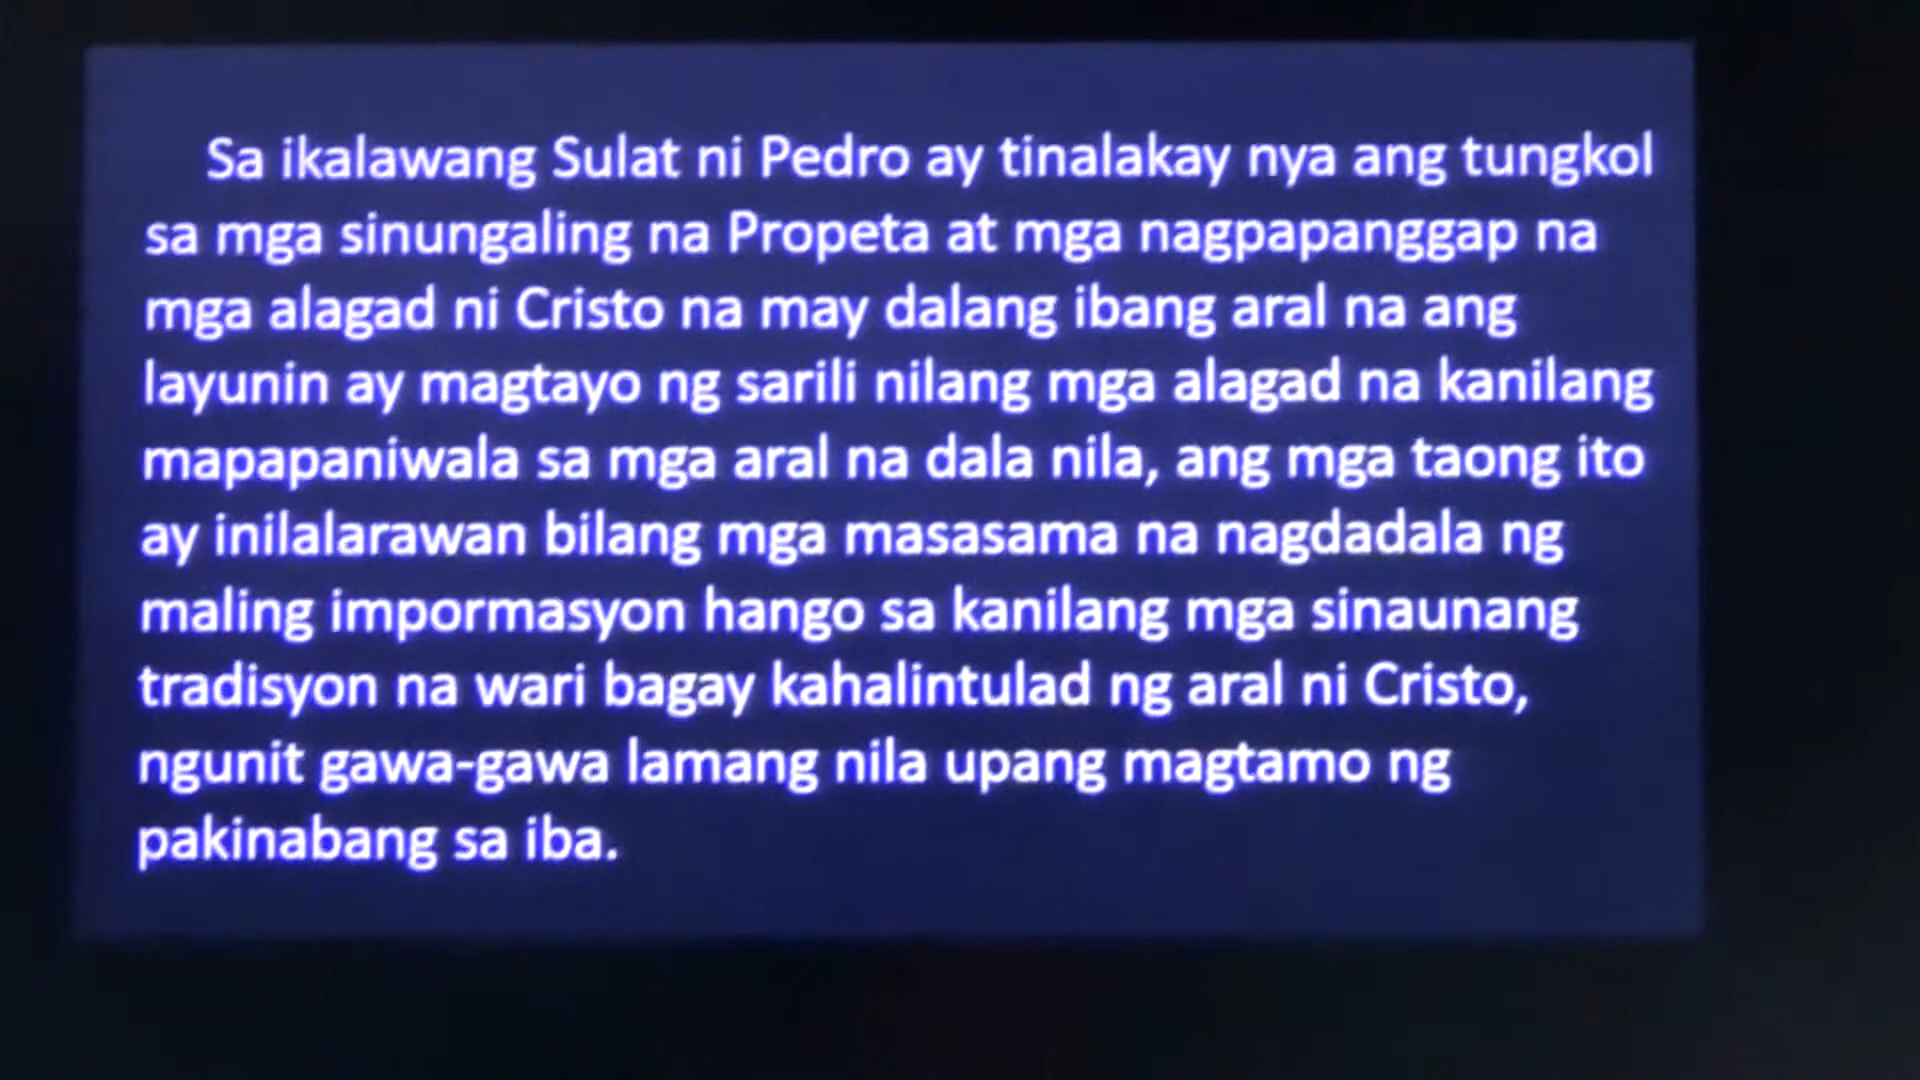 Sa ikalawang Sulat ni Pedro ay tinalakay nya ang tungkol
sa mga sinungaling na Propeta at mga nagpapanggap na
mga alagad ni Cristo na may dalang ibang aral na ang
layunin ay magtayo ng sarili nilang mga alagad na kanilang
mapapaniwala sa mga aral na dala nila, ang mga taong ito
ay inilalarawan bilang mga masasama na nagdadala ng
maling impormasyon hango sa kanilang mga sinaunang
tradisyon na wari bagay kahalintulad ng aral ni Cristo,
ngunit gawa-gawa lamang nila upang magtamo ng
pakinabang sa iba.